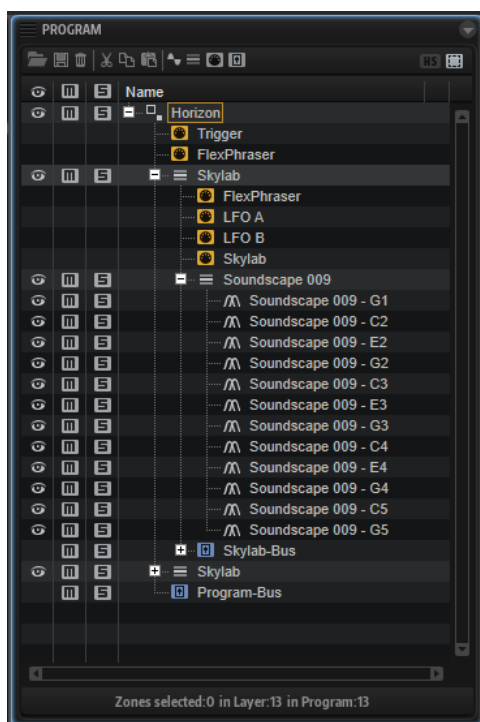 PROGRAM
HS
m S Name
m S Horizon
Trigger
FlexPhraser
m S Skylab
FlexPhraser
LFO A
LFO B
Skylab
m S Soundscape 009
m S Soundscape 009 - G1
m S Soundscape 009 - C2
m S Soundscape 009 - E2
m S Soundscape 009 - G2
m S Soundscape 009 - C3
m S Soundscape 009 - E3
m S Soundscape 009 - G3
m S Soundscape 009 - C4
m S Soundscape 009 - E4
m S Soundscape 009 - G4
m S Soundscape 009 - C5
m S Soundscape 009 - G5
m S Skylab-Bus
m S Skylab
m S Program-Bus
Zones selected:0 in Layer:13 in Program:13